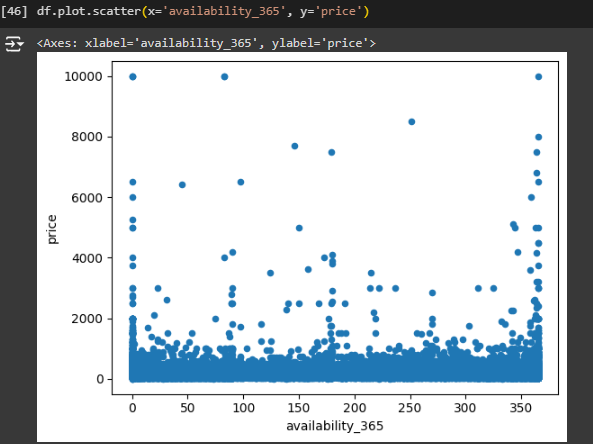 [46] df.plot.scatter(x='availability_365', y='price')
<Axes: xlabel='availability_365', ylabel='price'>
10000
8000
6000
4000
2000
0
price
0 50 100 150 200 250 300 350
availability_365